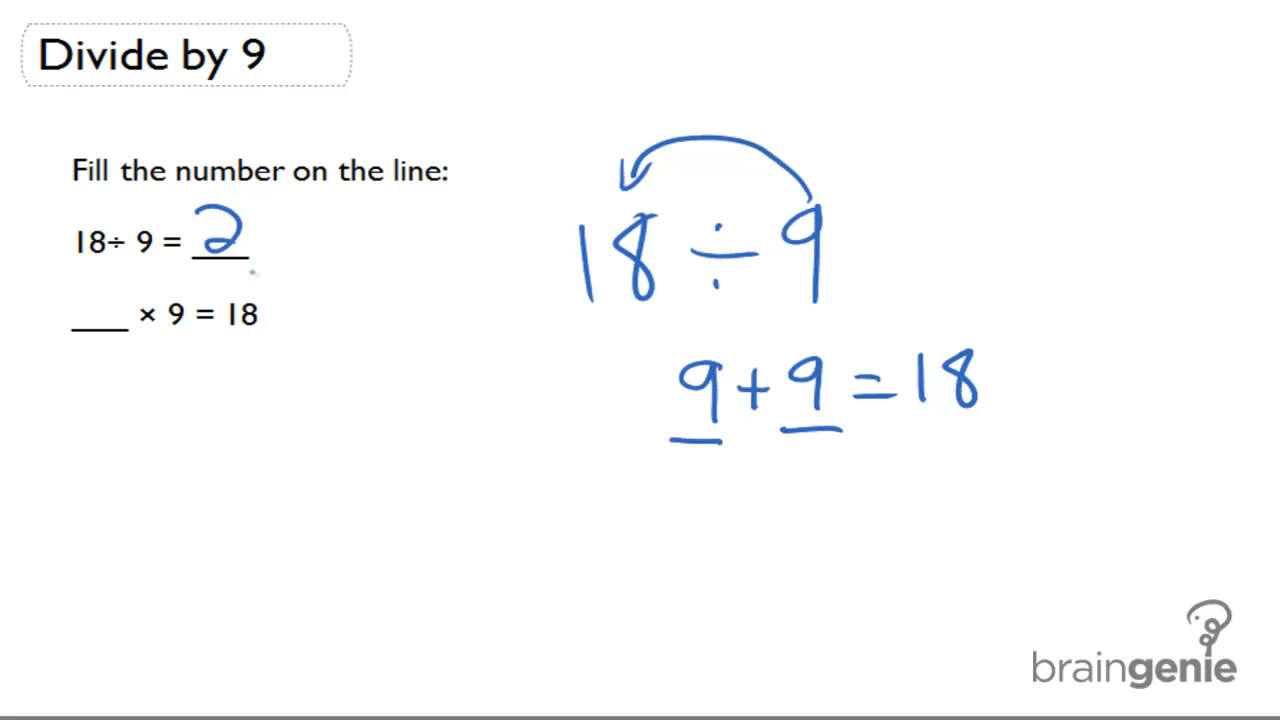 Divide by 9
Fill the number on the line:
18÷ 9 = 2
___ × 9 = 18
18 ÷ 9
9 + 9 = 18
braingenie